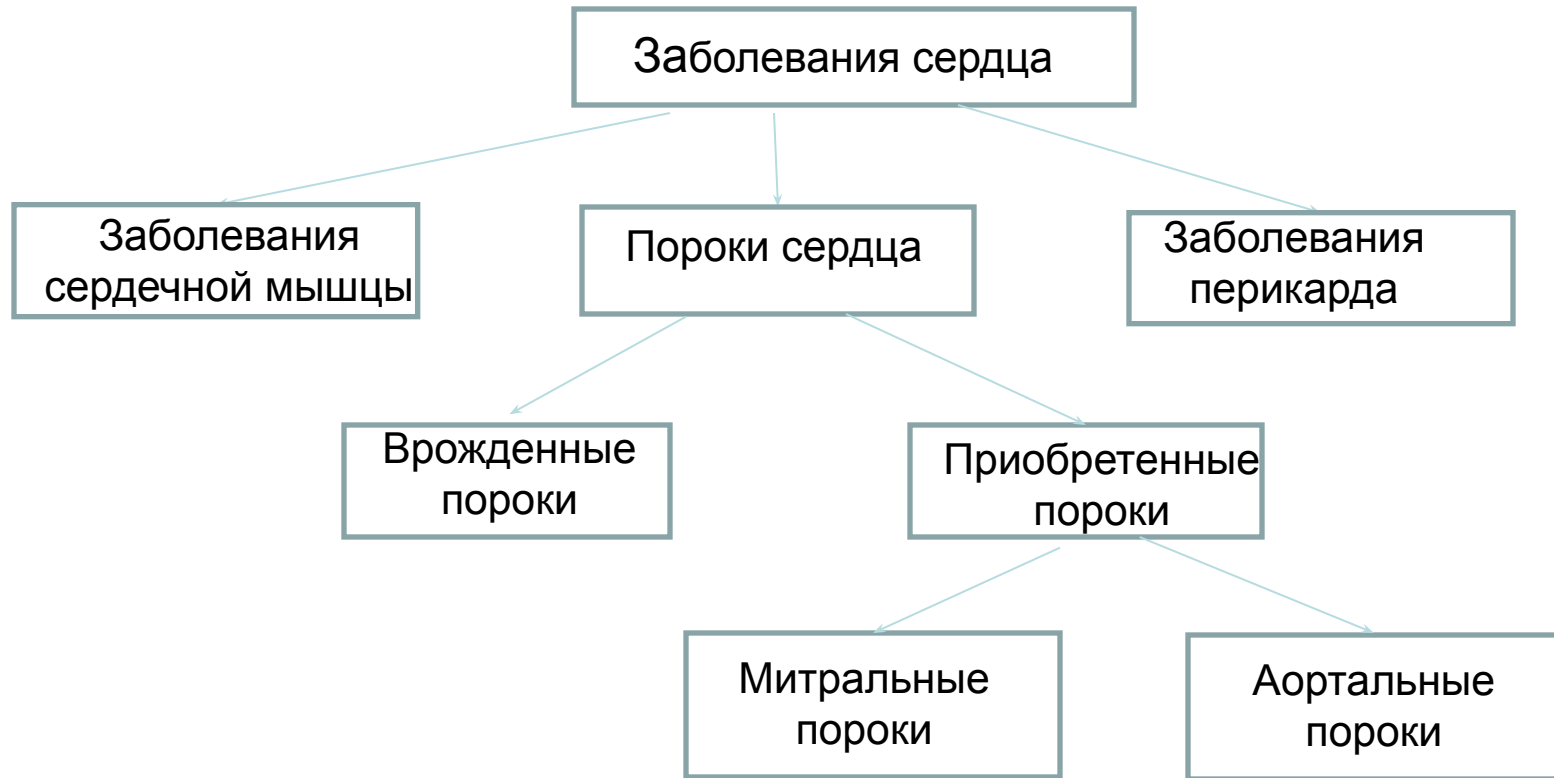 Заболевания сердца
Заболевания
сердечной мышцы
Пороки сердца
Заболевания
перикарда
Врожденные
пороки
Приобретенные
пороки
Митральные
пороки
Аортальные
пороки